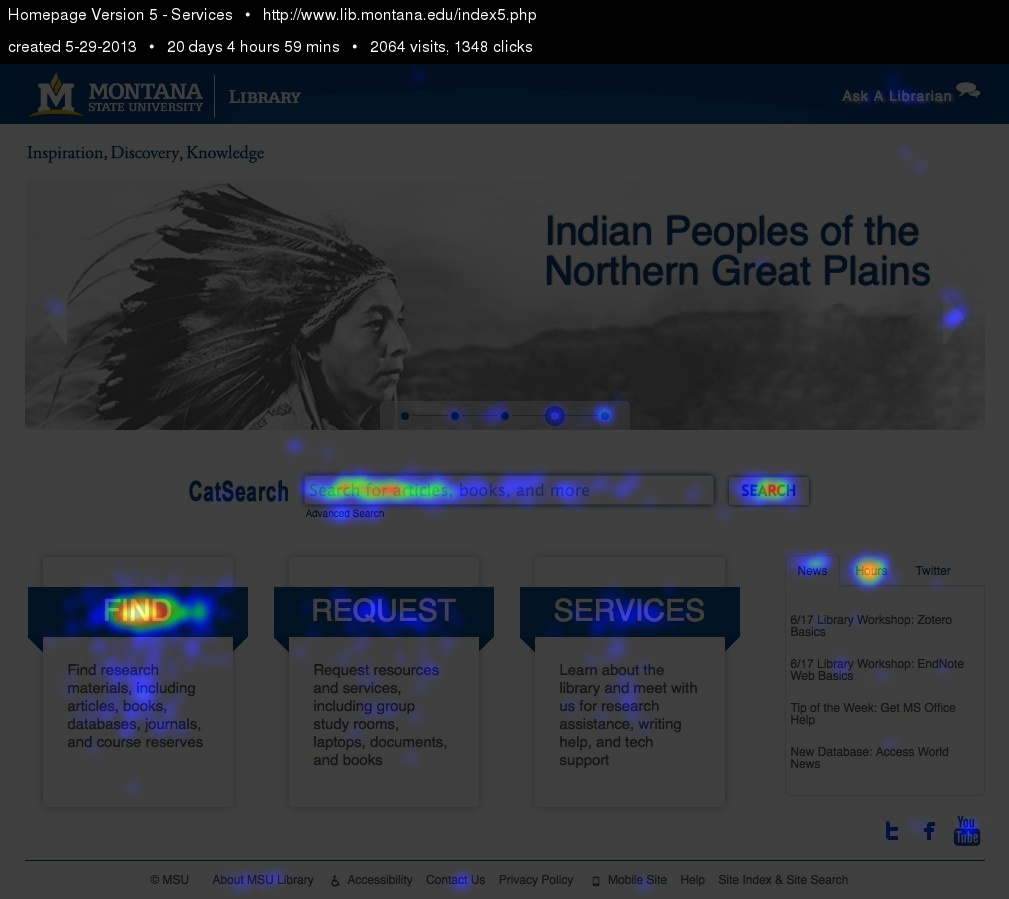 Homepage Version 5 - Services • http://www.lib.montana.edu/index5.php
created 5-29-2013 • 20 days 4 hours 59 mins • 2064 visits, 1348 clicks
M MONTANA
STATE UNIVERSITY
LIBRARY
Ask A Librarian
Inspiration, Discovery, Knowledge
Indian Peoples of the
Northern Great Plains
CatSearch
Search for articles, books, and more
SEARCH
Advanced Search
FIND
Find research
materials, including
articles, books,
databases, journals,
and course reserves
REQUEST
Request resources
and services,
including group
study rooms,
laptops, documents,
and books
SERVICES
Learn about the
library and meet with
us for research
assistance, writing
help, and tech
support
News Hours Twitter
6/17 Library Workshop: Zotero
Basics
6/17 Library Workshop: EndNote
Web Basics
Tip of the Week: Get MS Office
Help
New Database: Access World
News
You
Tube
© MSU About MSU Library Accessibility Contact Us Privacy Policy Mobile Site Help Site Index & Site Search